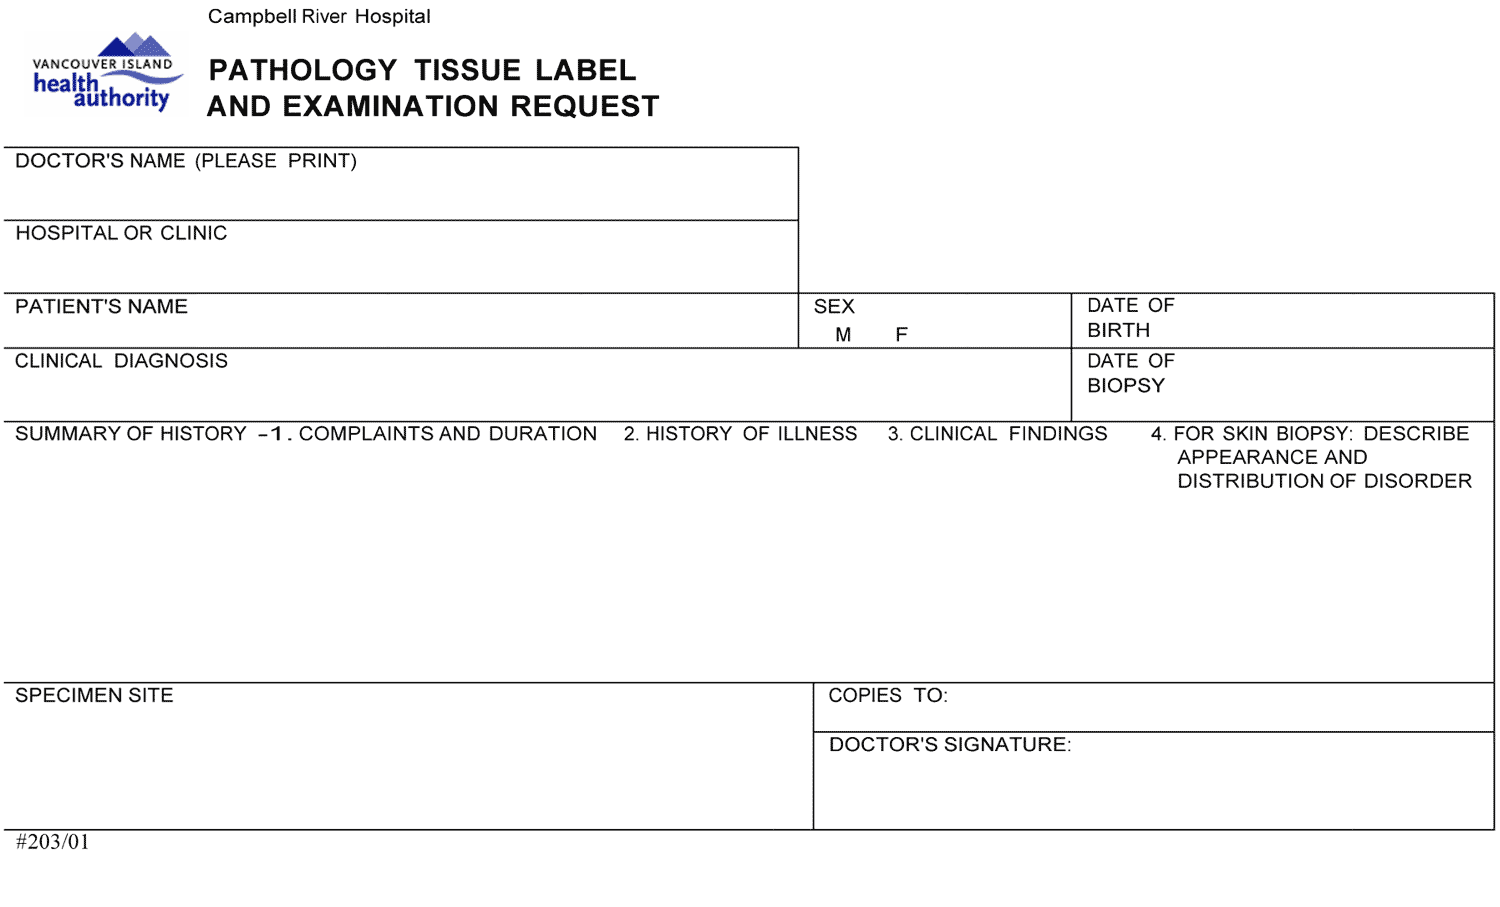 Campbell River Hospital
VANCOUVER ISLAND
health
authority
PATHOLOGY TISSUE LABEL
AND EXAMINATION REQUEST
DOCTOR'S NAME (PLEASE PRINT)
HOSPITAL OR CLINIC
PATIENT'S NAME
SEX
M F
DATE OF
BIRTH
CLINICAL DIAGNOSIS
DATE OF
BIOPSY
SUMMARY OF HISTORY -1. COMPLAINTS AND DURATION 2. HISTORY OF ILLNESS 3. CLINICAL FINDINGS 4. FOR SKIN BIOPSY: DESCRIBE
APPEARANCE AND
DISTRIBUTION OF DISORDER
SPECIMEN SITE
COPIES TO:
DOCTOR'S SIGNATURE:
#203/01